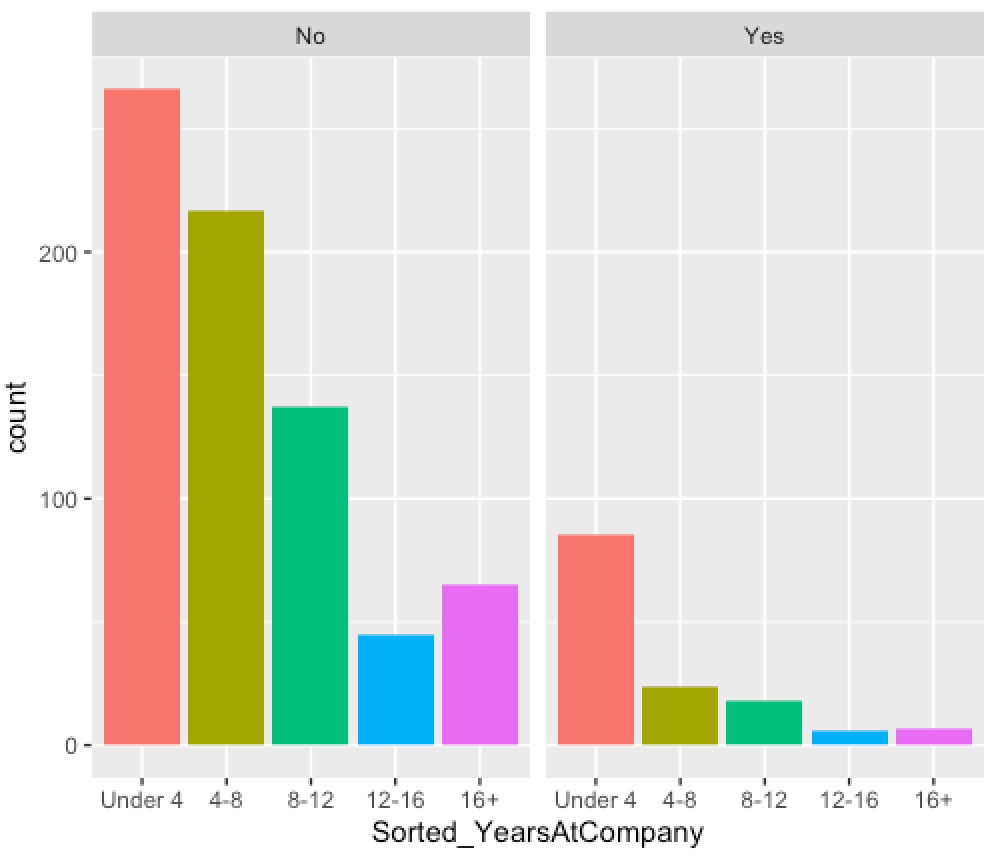 No Yes
200
100
0
count
Under 4 4-8 8-12 12-16 16+ Under 4 4-8 8-12 12-16 16+
Sorted_YearsAtCompany